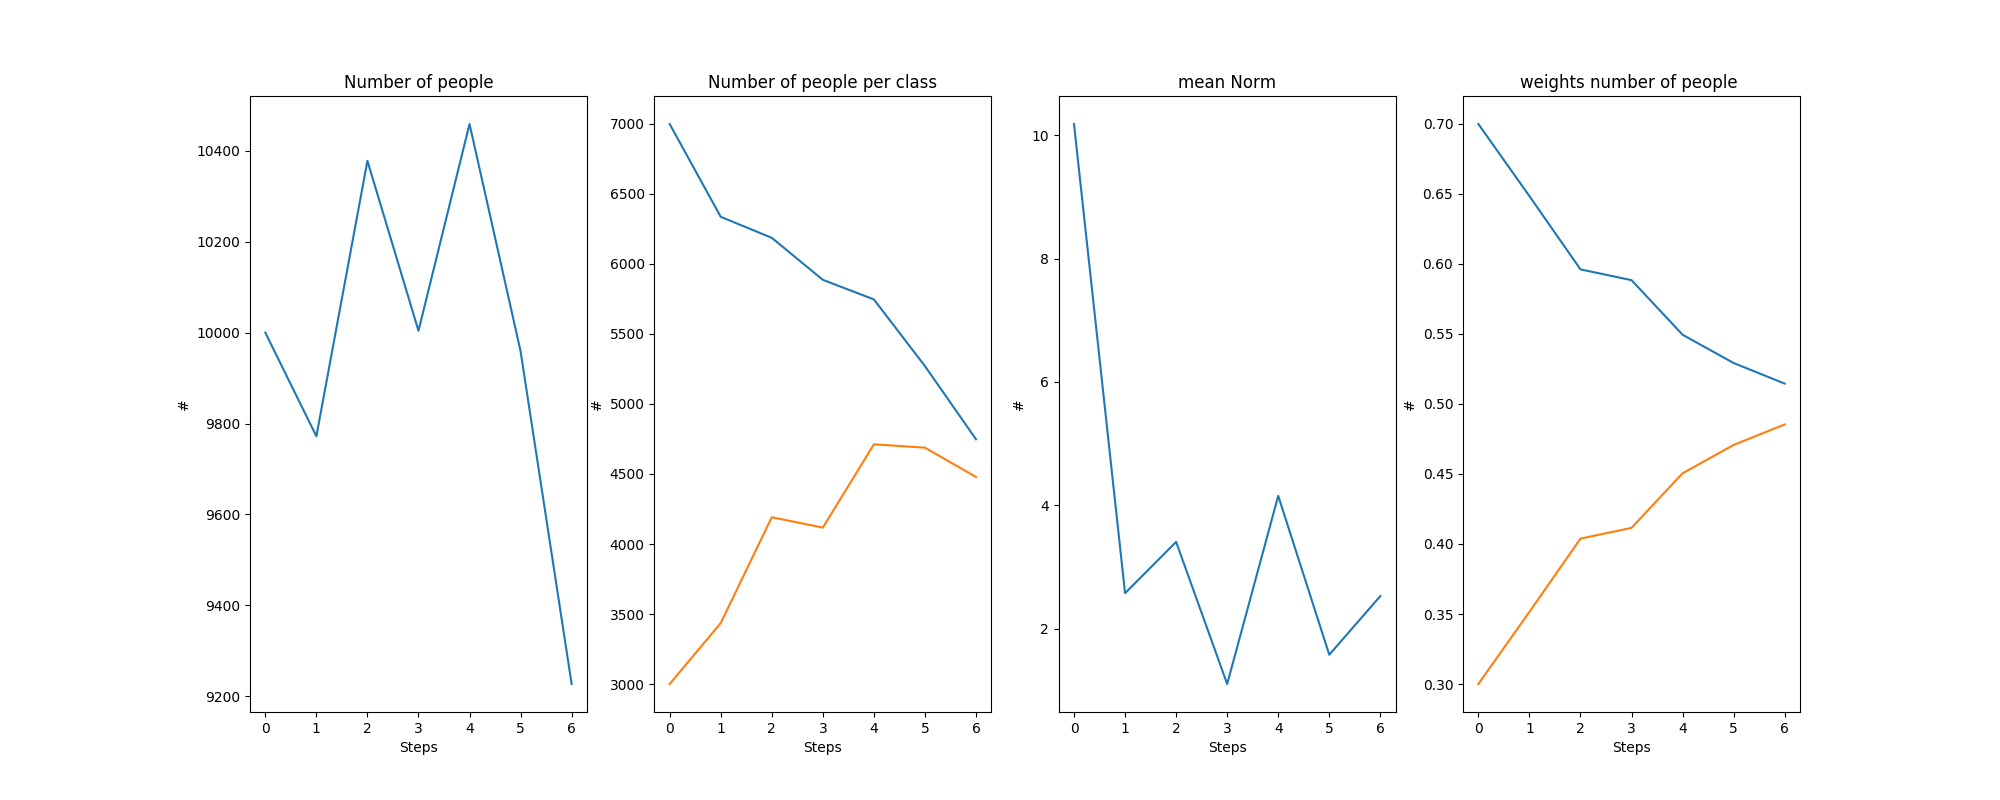 Number of people
10400
10200
10000
9800
9600
9400
9200
#
0 1 2 3 4 5 6
Steps
Number of people per class
7000
6500
6000
5500
5000
4500
4000
3500
3000
#
0 1 2 3 4 5 6
Steps
mean Norm
10
8
6
4
2
#
0 1 2 3 4 5 6
Steps
weights number of people
0.70
0.65
0.60
0.55
0.50
0.45
0.40
0.35
0.30
#
0 1 2 3 4 5 6
Steps